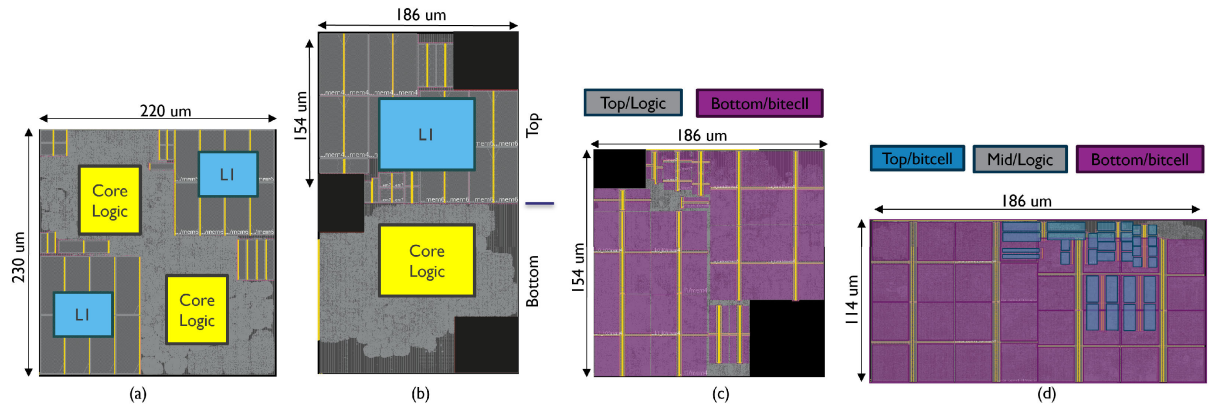 220 um
230 um
Core
Logic
L1
L1
Core
Logic
(a)
186 um
154 um
L1
Top
Core
Logic
Bottom
(b)
Top/Logic
Bottom/bitecll
186 um
154 um
(c)
Top/bitcell
Mid/Logic
Bottom/bitcell
186 um
114 um
(d)